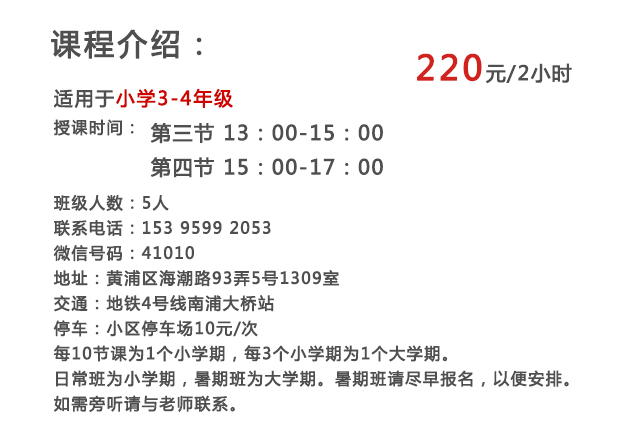 课程介绍：
220元/2小时
适用于小学3-4年级
授课时间： 第三节 13：00-15：00
第四节 15：00-17：00
班级人数：5人
联系电话：153 9599 2053
微信号码：41010
地址：黄浦区海潮路93弄5号1309室
交通：地铁4号线南浦大桥站
停车：小区停车场10元/次
每10节课为1个小学期，每3个小学期为1个大学期。
日常班为小学期，暑期班为大学期。暑期班请尽早报名，以便安排。
如需旁听请与老师联系。